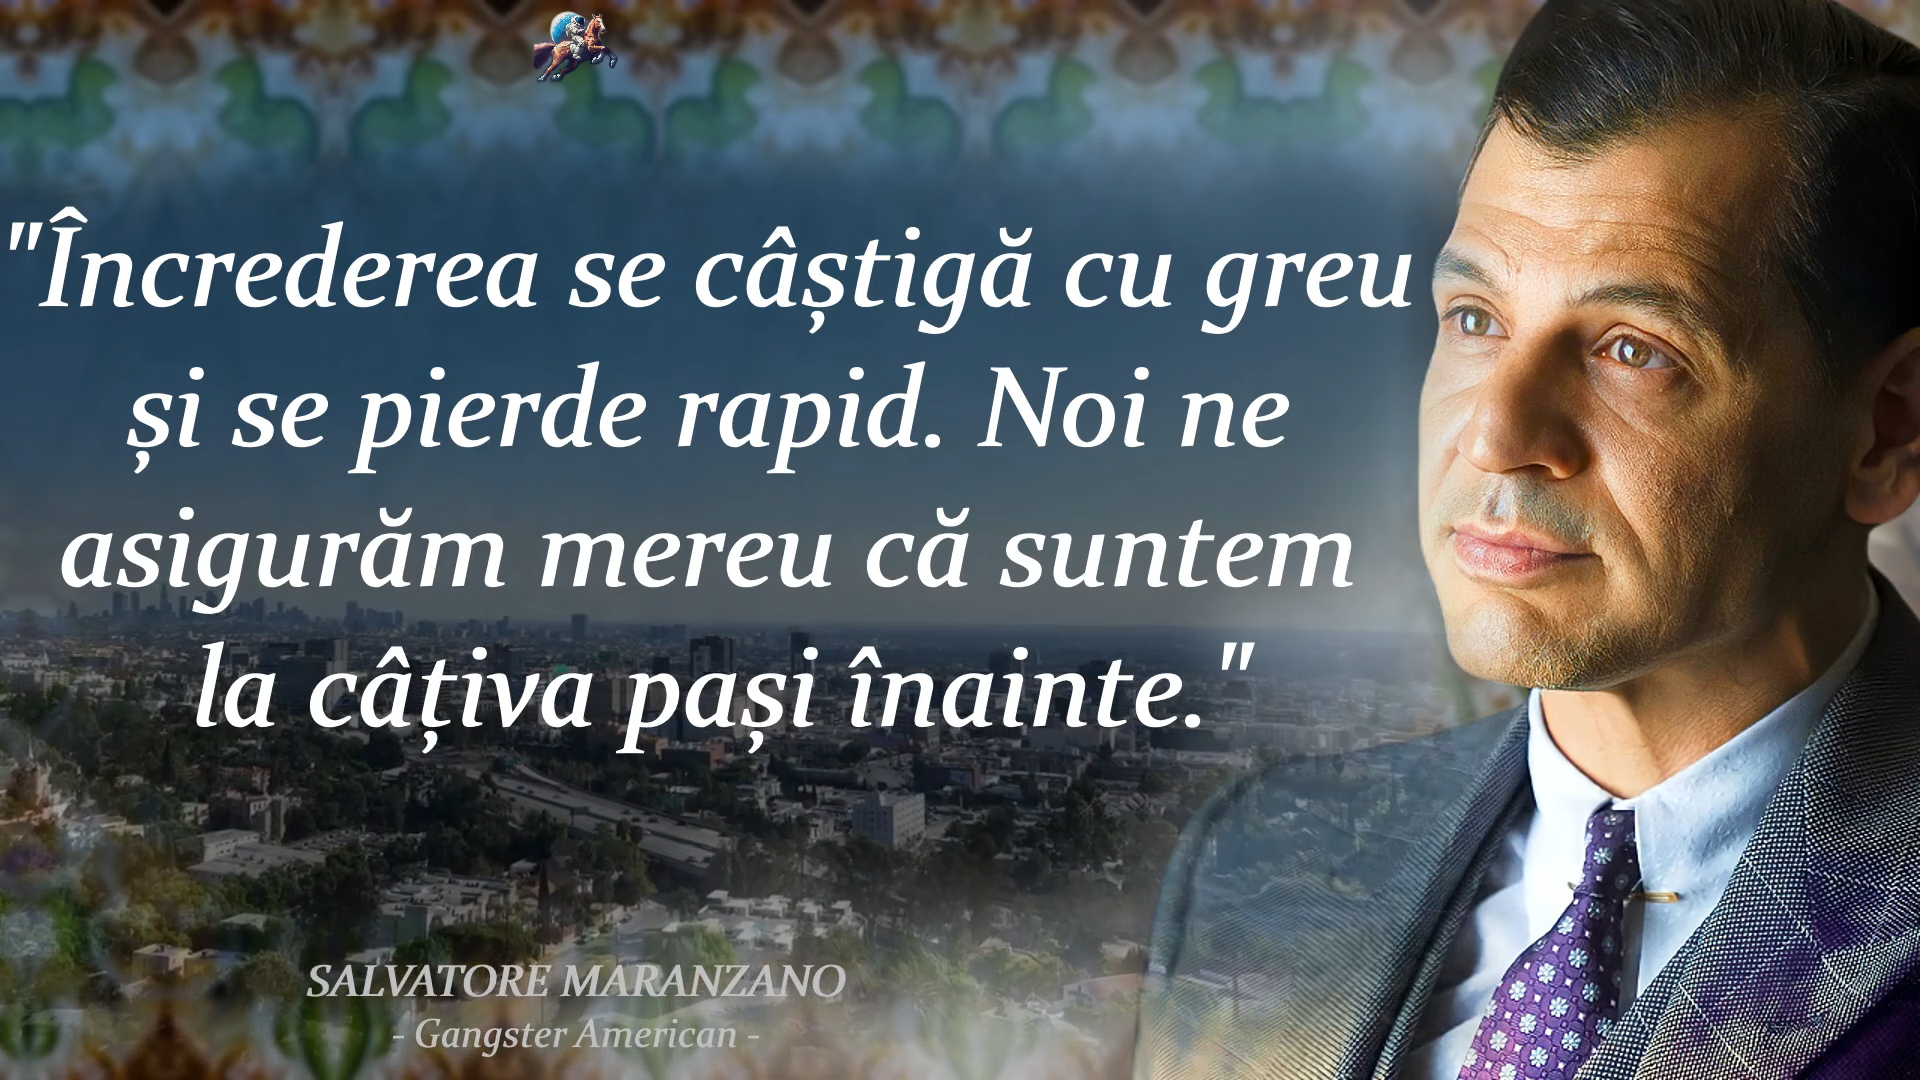 "Încrederea se câștigă cu greu
și se pierde rapid. Noi ne
asigurăm mereu că suntem
la câțiva pași înainte."
SALVATORE MARANZANO
- Gangster American -